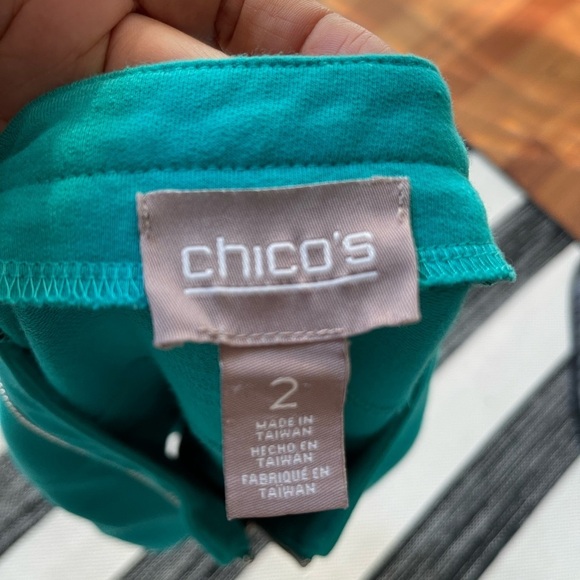 chico's
2
MADE IN
TAIWAN
HECHO EN
TAIWAN
FABRIQUÉ EN
TAIWAN